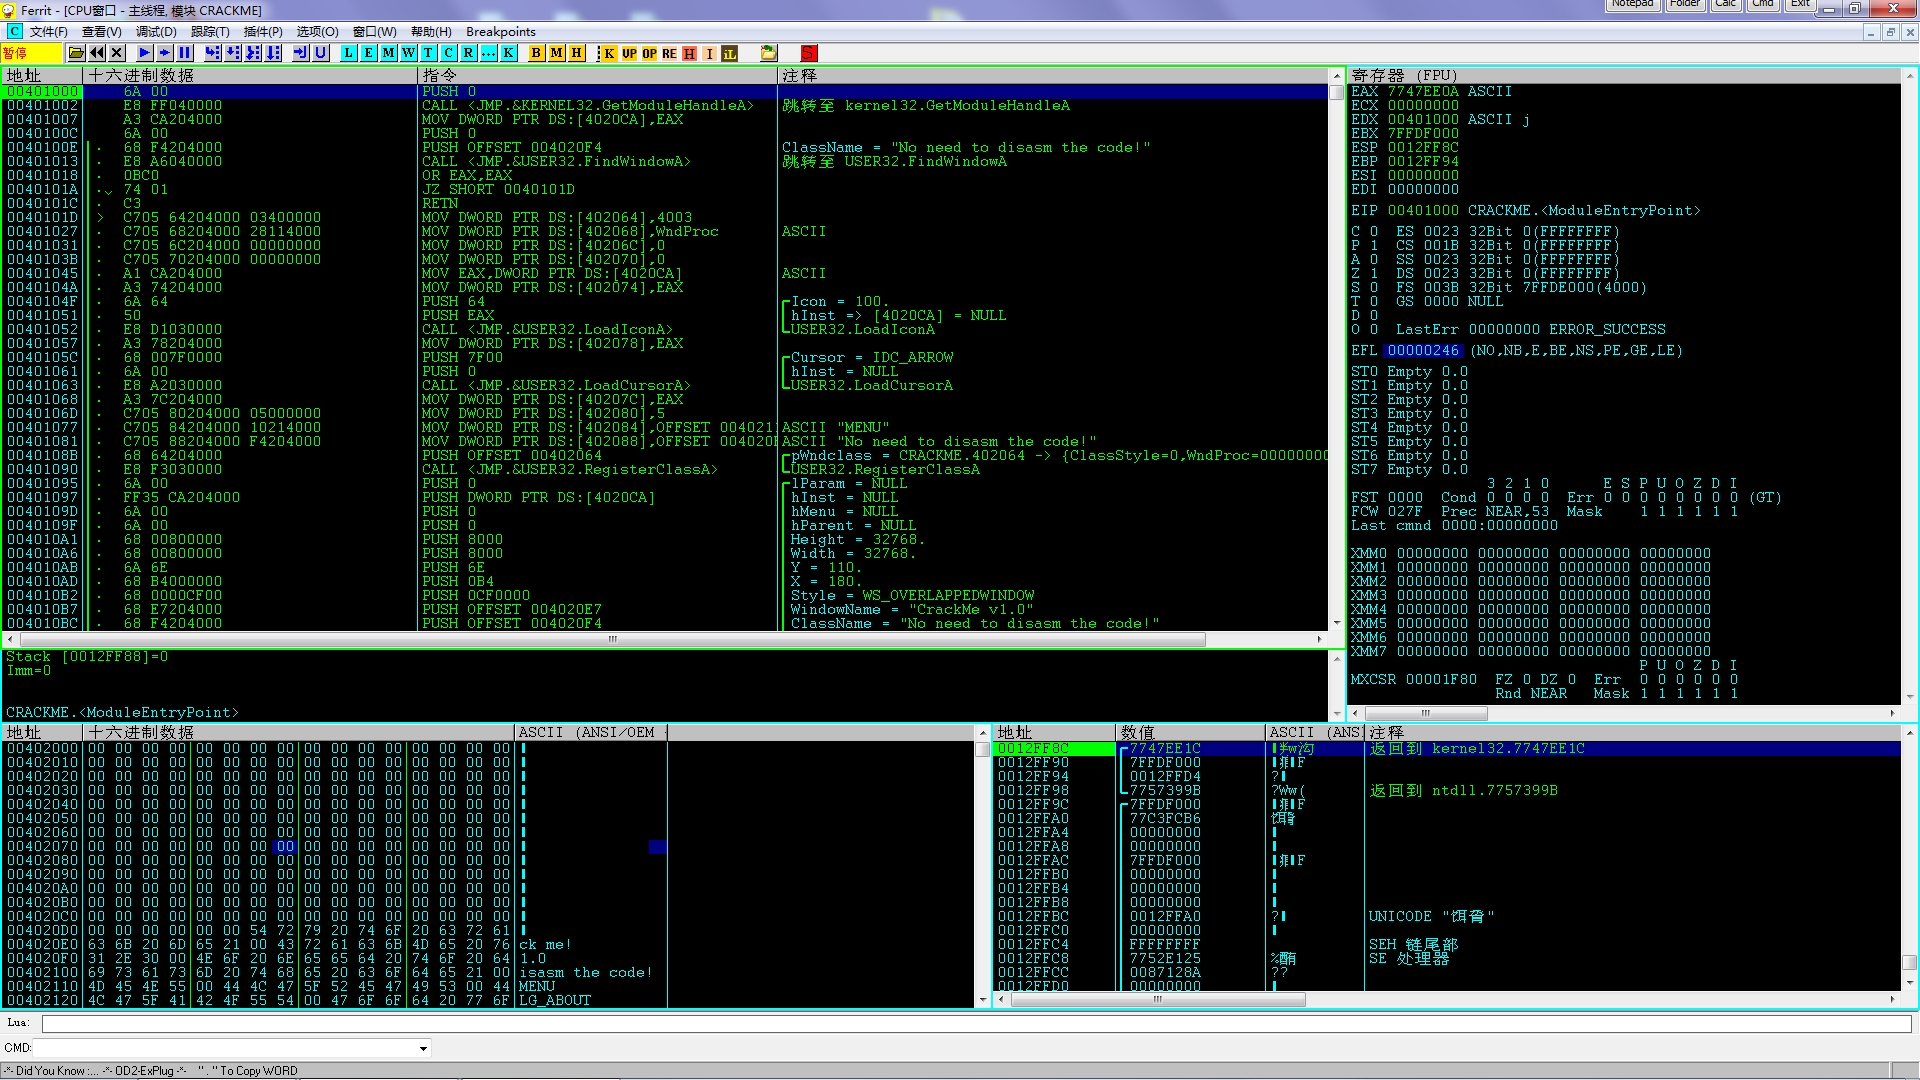 Ferrit - [CPU窗口 - 主线程, 模块 CRACKME]
Notepad Folder Calc Cmd Exit
C 文件(F) 查看(V) 调试(D) 跟踪(T) 插件(P) 选项(O) 窗口(W) 帮助(H) Breakpoints
暂停 L E M W T C R ... K B M H K VP OP RE H I iL S
地址 十六进制数据 指令 注释
00401000 6A 00 PUSH 0
00401002 E8 FF040000 CALL <JMP.&KERNEL32.GetModuleHandleA> 跳转至 kernel32.GetModuleHandleA
00401007 A3 CA204000 MOV DWORD PTR DS:[4020CA],EAX
0040100C 6A 00 PUSH 0
0040100E . 68 F4204000 PUSH OFFSET 004020F4 ClassName = "No need to disasm the code!"
00401013 . E8 A6040000 CALL <JMP.&USER32.FindWindowA> 跳转至 USER32.FindWindowA
00401018 . 0BC0 OR EAX,EAX
0040101A . 74 01 JZ SHORT 0040101D
0040101C . C3 RETN
0040101D > C705 64204000 03400000 MOV DWORD PTR DS:[402064],4003
00401027 . C705 68204000 28114000 MOV DWORD PTR DS:[402068],WndProc ASCII
00401031 . C705 6C204000 00000000 MOV DWORD PTR DS:[40206C],0
0040103B . C705 70204000 00000000 MOV DWORD PTR DS:[402070],0
00401045 . A1 CA204000 MOV EAX,DWORD PTR DS:[4020CA] ASCII
0040104A . A3 74204000 MOV DWORD PTR DS:[402074],EAX
0040104F . 6A 64 PUSH 64 Icon = 100.
00401051 . 50 PUSH EAX hInst => [4020CA] = NULL
00401052 . E8 D1030000 CALL <JMP.&USER32.LoadIconA> USER32.LoadIconA
00401057 . A3 78204000 MOV DWORD PTR DS:[402078],EAX
0040105C . 68 007F0000 PUSH 7F00 Cursor = IDC_ARROW
00401061 . 6A 00 PUSH 0 hInst = NULL
00401063 . E8 A2030000 CALL <JMP.&USER32.LoadCursorA> USER32.LoadCursorA
00401068 . A3 7C204000 MOV DWORD PTR DS:[40207C],EAX
0040106D . C705 80204000 05000000 MOV DWORD PTR DS:[402080],5
00401077 . C705 84204000 10214000 MOV DWORD PTR DS:[402084],OFFSET 004021 ASCII "MENU"
00401081 . C705 88204000 F4204000 MOV DWORD PTR DS:[402088],OFFSET 004020 ASCII "No need to disasm the code!"
0040108B . 68 64204000 PUSH OFFSET 00402064 pWndclass = CRACKME.402064 -> {ClassStyle=0,WndProc=00000000
00401090 . E8 F3030000 CALL <JMP.&USER32.RegisterClassA> USER32.RegisterClassA
00401095 . 6A 00 PUSH 0 lParam = NULL
00401097 . FF35 CA204000 PUSH DWORD PTR DS:[4020CA] hInst = NULL
0040109D . 6A 00 PUSH 0 hMenu = NULL
0040109F . 6A 00 PUSH 0 hParent = NULL
004010A1 . 68 00800000 PUSH 8000 Height = 32768.
004010A6 . 68 00800000 PUSH 8000 Width = 32768.
004010AB . 6A 6E PUSH 6E Y = 110.
004010AD . 68 B4000000 PUSH 0B4 X = 180.
004010B2 . 68 0000CF00 PUSH 0CF0000 Style = WS_OVERLAPPEDWINDOW
004010B7 . 68 E7204000 PUSH OFFSET 004020E7 WindowName = "CrackMe v1.0"
004010BC . 68 F4204000 PUSH OFFSET 004020F4 ClassName = "No need to disasm the code!"
Stack [0012FF88]=0
Imm=0
CRACKME.<ModuleEntryPoint>
寄存器 (FPU)
EAX 7747EE0A ASCII
ECX 00000000
EDX 00401000 ASCII j
EBX 7FFDF000
ESP 0012FF8C
EBP 0012FF94
ESI 00000000
EDI 00000000
EIP 00401000 CRACKME.<ModuleEntryPoint>
C 0 ES 0023 32Bit 0(FFFFFFFF)
P 1 CS 001B 32Bit 0(FFFFFFFF)
A 0 SS 0023 32Bit 0(FFFFFFFF)
Z 1 DS 0023 32Bit 0(FFFFFFFF)
S 0 FS 003B 32Bit 7FFDE000(4000)
T 0 GS 0000 NULL
D 0
O 0 LastErr 00000000 ERROR_SUCCESS
EFL 00000246 (NO,NB,E,BE,NS,PE,GE,LE)
ST0 Empty 0.0
ST1 Empty 0.0
ST2 Empty 0.0
ST3 Empty 0.0
ST4 Empty 0.0
ST5 Empty 0.0
ST6 Empty 0.0
ST7 Empty 0.0
3 2 1 0 E S P U O Z D I
FST 0000 Cond 0 0 0 0 Err 0 0 0 0 0 0 0 0 (GT)
FCW 027F Prec NEAR,53 Mask 1 1 1 1 1 1
Last cmnd 0000:00000000
XMM0 00000000 00000000 00000000 00000000
XMM1 00000000 00000000 00000000 00000000
XMM2 00000000 00000000 00000000 00000000
XMM3 00000000 00000000 00000000 00000000
XMM4 00000000 00000000 00000000 00000000
XMM5 00000000 00000000 00000000 00000000
XMM6 00000000 00000000 00000000 00000000
XMM7 00000000 00000000 00000000 00000000
P U O Z D I
MXCSR 00001F80 FZ 0 DZ 0 Err 0 0 0 0 0 0
Rnd NEAR Mask 1 1 1 1 1 1
地址 十六进制数据 ASCII (ANSI/OEM
00402000 00 00 00 00 00 00 00 00 00 00 00 00 00 00 00 00
00402010 00 00 00 00 00 00 00 00 00 00 00 00 00 00 00 00
00402020 00 00 00 00 00 00 00 00 00 00 00 00 00 00 00 00
00402030 00 00 00 00 00 00 00 00 00 00 00 00 00 00 00 00
00402040 00 00 00 00 00 00 00 00 00 00 00 00 00 00 00 00
00402050 00 00 00 00 00 00 00 00 00 00 00 00 00 00 00 00
00402060 00 00 00 00 00 00 00 00 00 00 00 00 00 00 00 00
00402070 00 00 00 00 00 00 00 00 00 00 00 00 00 00 00 00
00402080 00 00 00 00 00 00 00 00 00 00 00 00 00 00 00 00
00402090 00 00 00 00 00 00 00 00 00 00 00 00 00 00 00 00
004020A0 00 00 00 00 00 00 00 00 00 00 00 00 00 00 00 00
004020B0 00 00 00 00 00 00 00 00 00 00 00 00 00 00 00 00
004020C0 00 00 00 00 00 00 00 00 00 00 00 00 00 00 00 00
004020D0 00 00 00 00 00 00 54 72 79 20 74 6F 20 63 72 61
004020E0 63 6B 20 6D 65 21 00 43 72 61 63 6B 4D 65 20 76 ck me!
004020F0 31 2E 30 00 4E 6F 20 6E 65 65 64 20 74 6F 20 64 1.0
00402100 69 73 61 73 6D 20 74 68 65 20 63 6F 64 65 21 00 isasm the code!
00402110 4D 45 4E 55 00 44 4C 47 5F 52 45 47 49 53 00 44 MENU
00402120 4C 47 5F 41 42 4F 55 54 00 47 6F 6F 64 20 77 6F LG_ABOUT
地址 数值 ASCII (ANSI 注释
0012FF8C 7747EE1C 返回到 kernel32.7747EE1C
0012FF90 7FFDF000
0012FF94 0012FFD4 ?
0012FF98 7757399B ?Ww( 返回到 ntdll.7757399B
0012FF9C 7FFDF000
0012FFA0 77C3FCB6
0012FFA4 00000000
0012FFA8 00000000
0012FFAC 7FFDF000
0012FFB0 00000000
0012FFB4 00000000
0012FFB8 00000000
0012FFBC 0012FFA0 ? UNICODE
0012FFC0 00000000
0012FFC4 FFFFFFFF SEH 链尾部
0012FFC8 7752E125 SE 处理器
0012FFCC 0087128A ??
0012FFD0 00000000
Lua:
CMD:
-*- Did You Know :... -*- OD2-ExPlug -*- " . " To Copy WORD